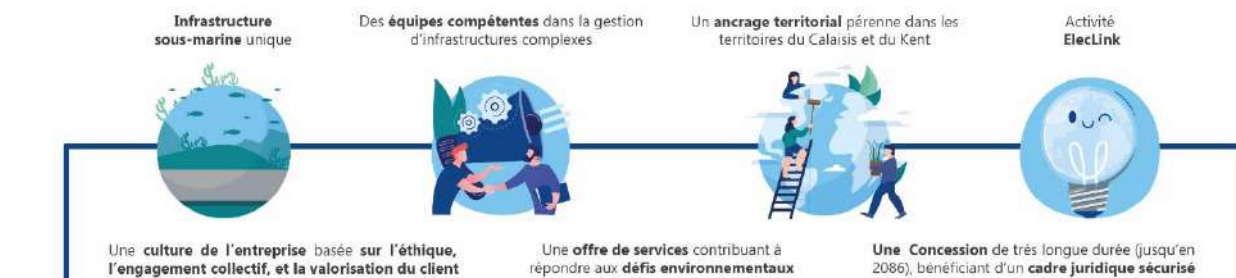 Infrastructure
sous-marine unique
Des équipes compétentes dans la gestion
d'infrastructures complexes
Un ancrage territorial pérenne dans les
territoires du Calaisis et du Kent
Activité
ElecLink
Une culture de l'entreprise basée sur l'éthique,
l'engagement collectif, et la valorisation du client
Une offre de services contribuant à
répondre aux défis environnementaux
Une Concession de très longue durée (jusqu'en
2086), bénéficiant d'un cadre juridique sécurisé